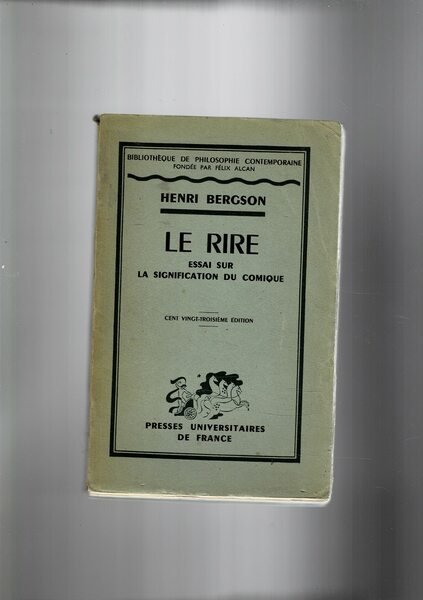 BIBLIOTHÈQUE DE PHILOSOPHIE CONTEMPORAINE
FONDÉE PAR FÉLIX ALCAN
HENRI BERGSON
LE RIRE
ESSAI SUR
LA SIGNIFICATION DU COMIQUE
CENT VINGT-TROISIÈME ÉDITION
PRESSES UNIVERSITAIRES
DE FRANCE